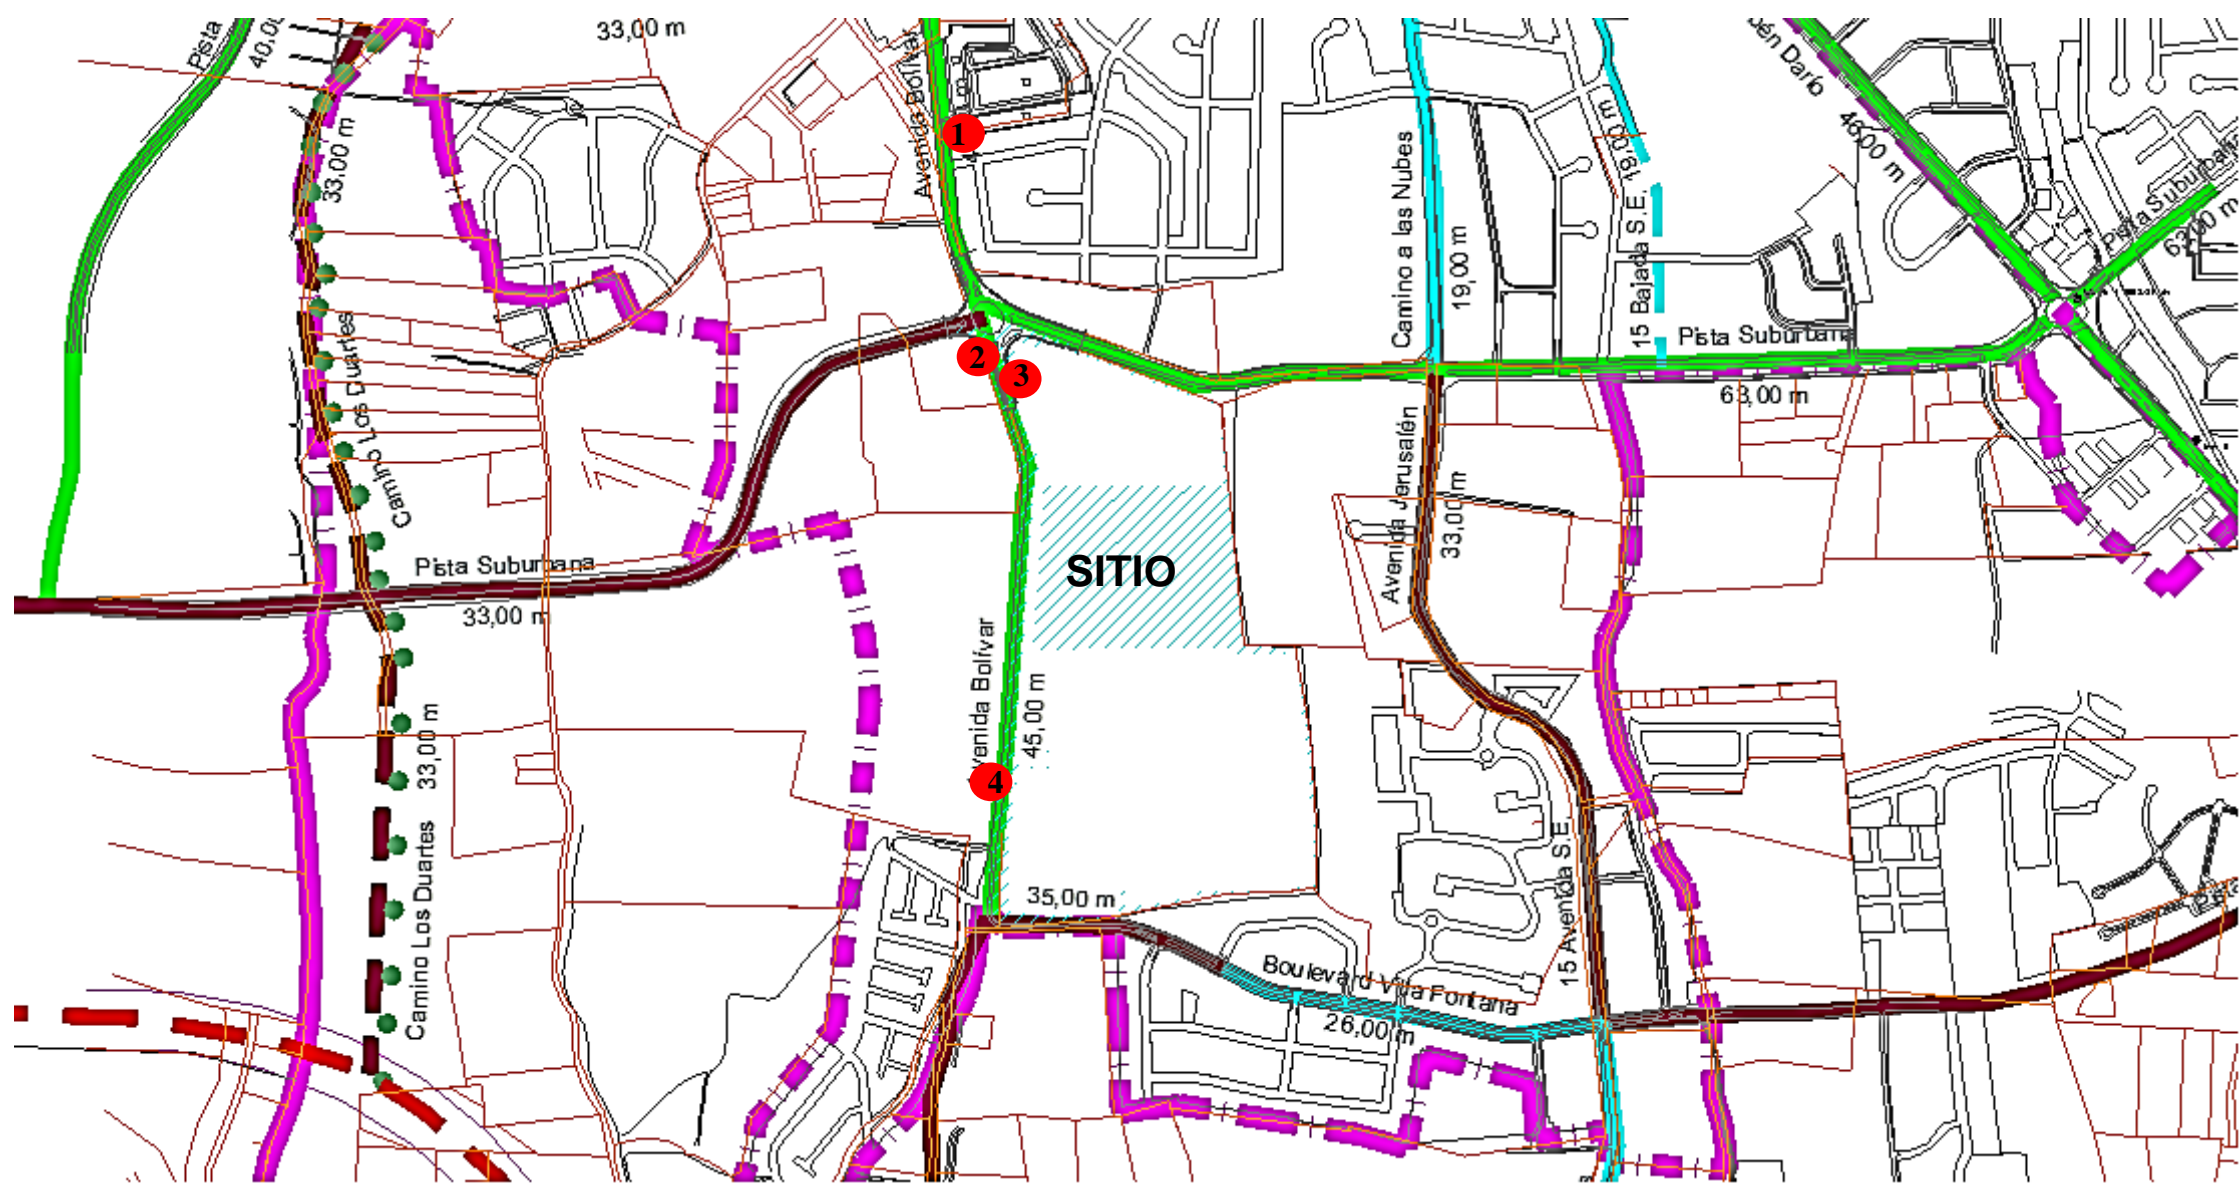 Pista
40.00
33,00 m
Avenida Bolívar
1
33,00 m
Camino a las Nubes
19,00 m
19,00 m
15 Bajada S.E.
Darío
46,00 m
Pista Suburbana
63,00 m
Camino Los Duartes
2
3
Pista Suburbana
63,00 m
Avenida Jerusalén
33,00 m
SITIO
Pista Suburbana
33,00 m
Avenida Bolívar
45,00 m
4
33,00 m
Camino Los Duartes
35,00 m
15 Avenida S.E.
Boulevard Villa Fontana
26,00 m